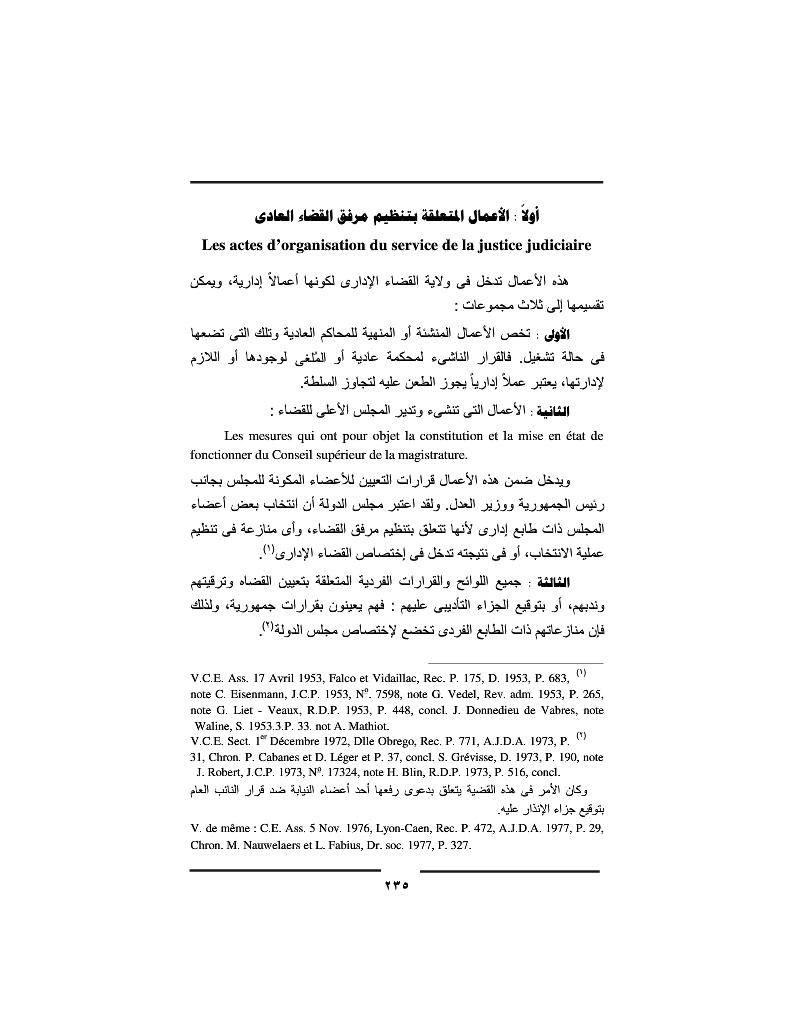 أولاً : الأعمال المتعلقة بتنظيم مرفق القضاء العادى
Les actes d’organisation du service de la justice judiciaire
هذه الأعمال تدخل فى ولاية القضاء الإدارى لكونها أعمالاً إدارية، ويمكن
تقسيمها إلى ثلاث مجموعات :
الأولى : تخص الأعمال المنشئة أو المنهية للمحاكم العادية وتلك التى تضعها
فى حالة تشغيل. فالقرار الناشىء لمحكمة عادية أو المُلغى لوجودها أو اللازم
لإدارتها، يعتبر عملاً إدارياً يجوز الطعن عليه لتجاوز السلطة.
الثانية : الأعمال التى تنشىء وتدير المجلس الأعلى للقضاء :
Les mesures qui ont pour objet la constitution et la mise en état de
fonctionner du Conseil supérieur de la magistrature.
ويدخل ضمن هذه الأعمال قرارات التعيين للأعضاء المكونة للمجلس بجانب
رئيس الجمهورية ووزير العدل. ولقد اعتبر مجلس الدولة أن انتخاب بعض أعضاء
المجلس ذات طابع إدارى لأنها تتعلق بتنظيم مرفق القضاء، وأى منازعة فى تنظيم
عملية الانتخاب، أو فى نتيجته تدخل فى إختصاص القضاء الإدارى(١).
الثالثة : جميع اللوائح والقرارات الفردية المتعلقة بتعيين القضاه وترقيتهم
وندبهم، أو بتوقيع الجزاء التأديبى عليهم : فهم يعينون بقرارات جمهورية، ولذلك
فإن منازعاتهم ذات الطابع الفردى تخضع لإختصاص مجلس الدولة(٢).
V.C.E. Ass. 17 Avril 1953, Falco et Vidaillac, Rec. P. 175, D. 1953, P. 683, (١)
note C. Eisenmann, J.C.P. 1953, Nº. 7598, note G. Vedel, Rev. adm. 1953, P. 265,
note G. Liet - Veaux, R.D.P. 1953, P. 448, concl. J. Donnedieu de Vabres, note
Waline, S. 1953.3.P. 33. not A. Mathiot.
V.C.E. Sect. 1er Décembre 1972, Dlle Obrego, Rec. P. 771, A.J.D.A. 1973, P. (٢)
31, Chron. P. Cabanes et D. Léger et P. 37, concl. S. Grévisse, D. 1973, P. 190, note
J. Robert, J.C.P. 1973, Nº. 17324, note H. Blin, R.D.P. 1973, P. 516, concl.
وكان الأمر فى هذه القضية يتعلق بدعوى رفعها أحد أعضاء النيابة ضد قرار النائب العام
بتوقيع جزاء الإنذار عليه.
V. de même : C.E. Ass. 5 Nov. 1976, Lyon-Caen, Rec. P. 472, A.J.D.A. 1977, P. 29,
Chron. M. Nauwelaers et L. Fabius, Dr. soc. 1977, P. 327.
٢٣٥